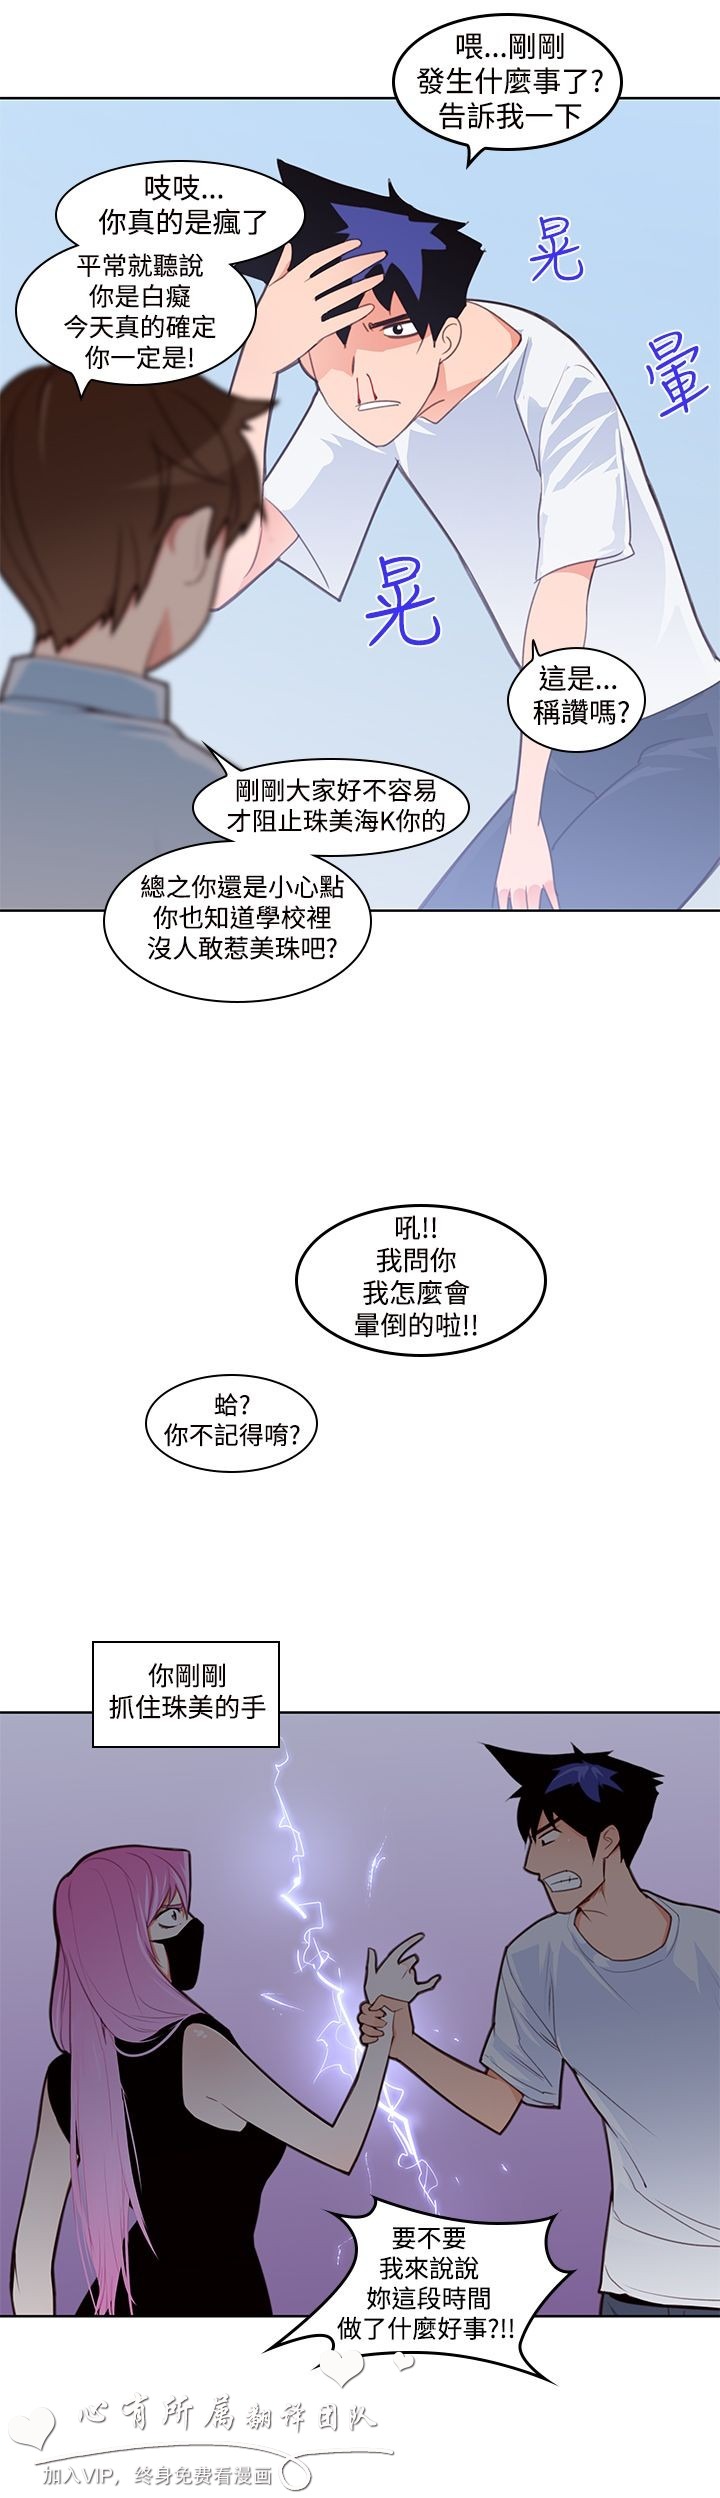 喂...剛剛
發生什麼事了?
告訴我一下
吱吱...
你真的是瘋了
平常就聽說
你是白癡
今天真的確定
你一定是!
晃
暈
晃
這是...
稱讚嗎?
剛剛大家好不容易
才阻止珠美海K你的
總之你還是小心點
你也知道學校裡
沒人敢惹美珠吧?
吼!!
我問你
我怎麼會
暈倒的啦!!
蛤?
你不記得唷?
你剛剛
抓住珠美的手
要不要
我來說說
妳這段時間
做了什麼好事?!!
心有所属翻译团队
加入VIP，终身免费看漫画